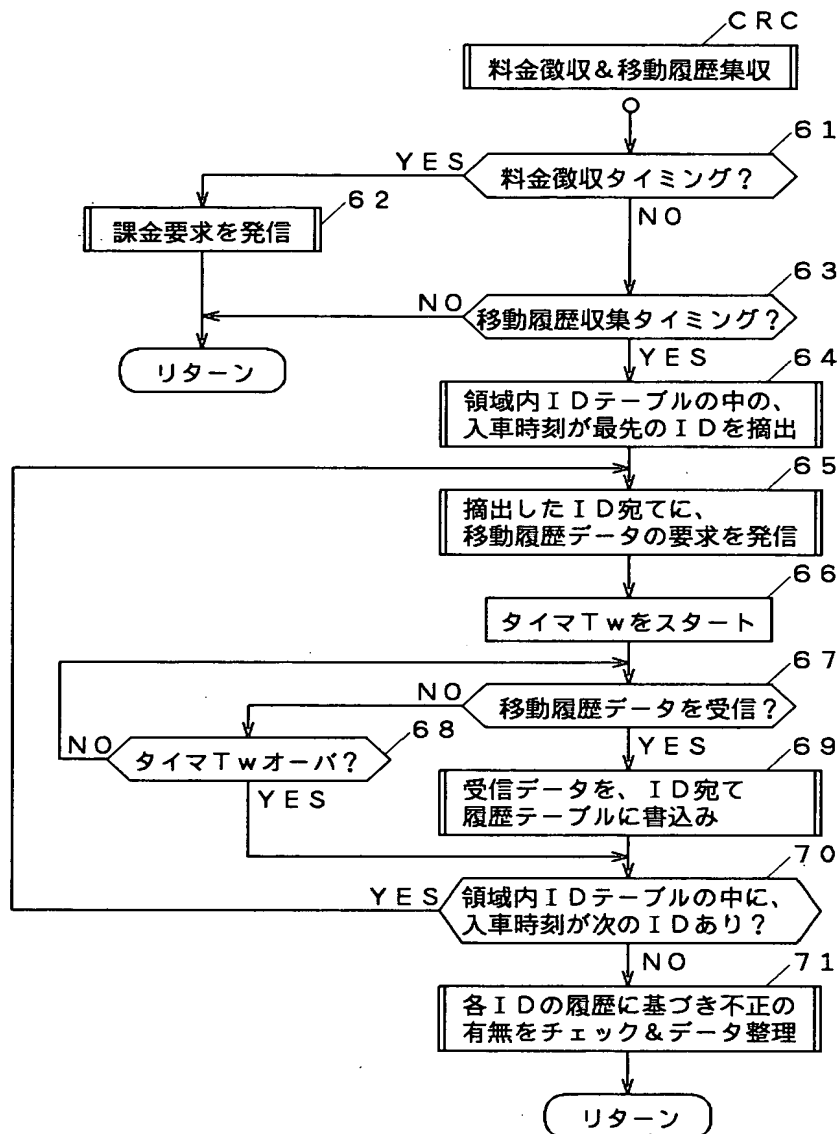 CRC
料金徴収&移動履歴集収
61
YES
料金徴収タイミング?
62
NO
課金要求を発信
63
NO
移動履歴収集タイミング?
リターン
YES
64
領域内IDテーブルの中の、
入車時刻が最先のIDを摘出
65
摘出したID宛てに、
移動履歴データの要求を発信
66
タイマTwをスタート
67
NO
移動履歴データを受信?
68
NO
タイマTwオーバ?
YES
69
YES
受信データを、ID宛て
履歴テーブルに書込み
70
YES
領域内IDテーブルの中に、
入車時刻が次のIDあり?
NO
71
各IDの履歴に基づき不正の
有無をチェック&データ整理
リターン